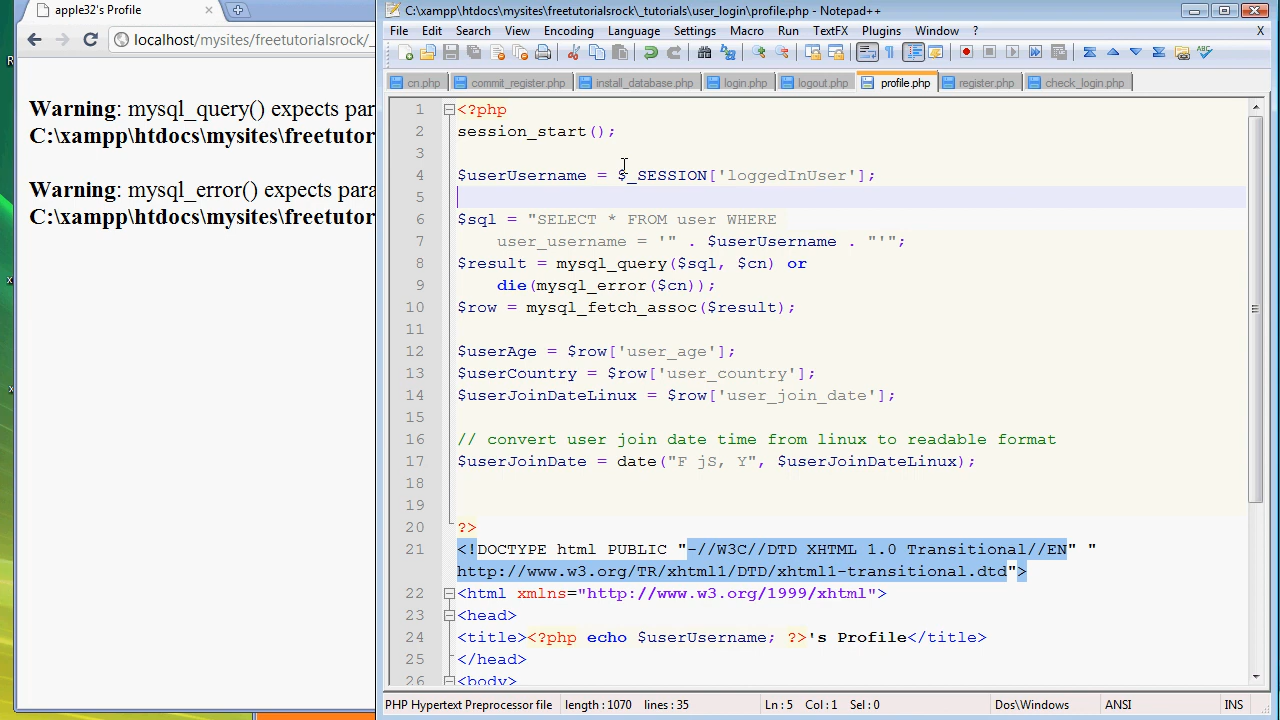 apple32's Profile
localhost/mysites/freetutorialsrock/_
Warning: mysql_query() expects para
C:\xampp\htdocs\mysites\freetutor
Warning: mysql_error() expects para
C:\xampp\htdocs\mysites\freetutor
C:\xampp\htdocs\mysites\freetutorialsrock\_tutorials\user_login\profile.php - Notepad++
File Edit Search View Encoding Language Settings Macro Run TextFX Plugins Window ? X
cn.php commit_register.php install_database.php login.php logout.php profile.php register.php check_login.php
1 <?php
2 session_start();
3
4 $userUsername = $_SESSION['loggedInUser'];
5
6 $sql = "SELECT * FROM user WHERE
7 user_username = '" . $userUsername . "'";
8 $result = mysql_query($sql, $cn) or
9 die(mysql_error($cn));
10 $row = mysql_fetch_assoc($result);
11
12 $userAge = $row['user_age'];
13 $userCountry = $row['user_country'];
14 $userJoinDateLinux = $row['user_join_date'];
15
16 // convert user join date time from linux to readable format
17 $userJoinDate = date("F jS, Y", $userJoinDateLinux);
18
19
20 ?>
21 <!DOCTYPE html PUBLIC "-//W3C//DTD XHTML 1.0 Transitional//EN" "
http://www.w3.org/TR/xhtml1/DTD/xhtml1-transitional.dtd">
22 <html xmlns="http://www.w3.org/1999/xhtml">
23 <head>
24 <title><?php echo $userUsername; ?>'s Profile</title>
25 </head>
26 <body>
PHP Hypertext Preprocessor file length : 1070 lines : 35 Ln : 5 Col : 1 Sel : 0 Dos\Windows ANSI INS